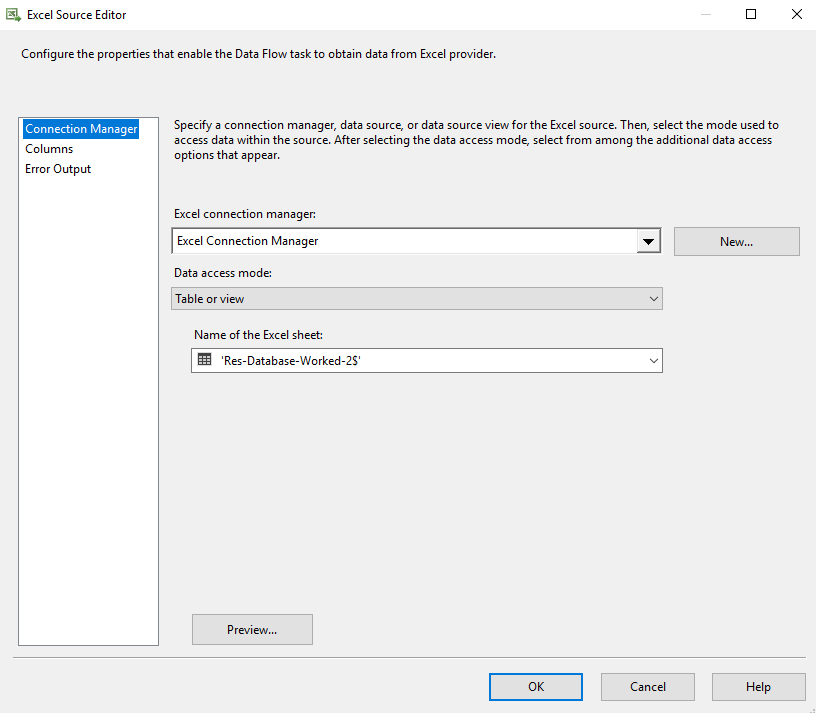 Excel Source Editor
Configure the properties that enable the Data Flow task to obtain data from Excel provider.
Connection Manager
Columns
Error Output
Specify a connection manager, data source, or data source view for the Excel source. Then, select the mode used to
access data within the source. After selecting the data access mode, select from among the additional data access
options that appear.
Excel connection manager:
Excel Connection Manager
New...
Data access mode:
Table or view
Name of the Excel sheet:
'Res-Database-Worked-2$'
Preview...
OK
Cancel
Help